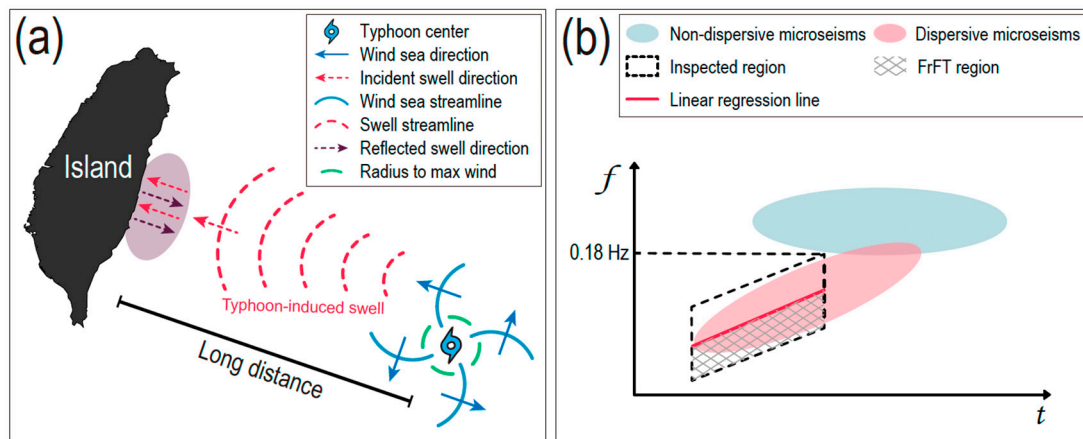 (a)
Typhoon center
Wind sea direction
Incident swell direction
Wind sea streamline
Swell streamline
Reflected swell direction
Radius to max wind
Island
Typhoon-induced swell
Long distance
(b)
Non-dispersive microseisms
Dispersive microseisms
Inspected region
FrFT region
Linear regression line
f
0.18 Hz
t